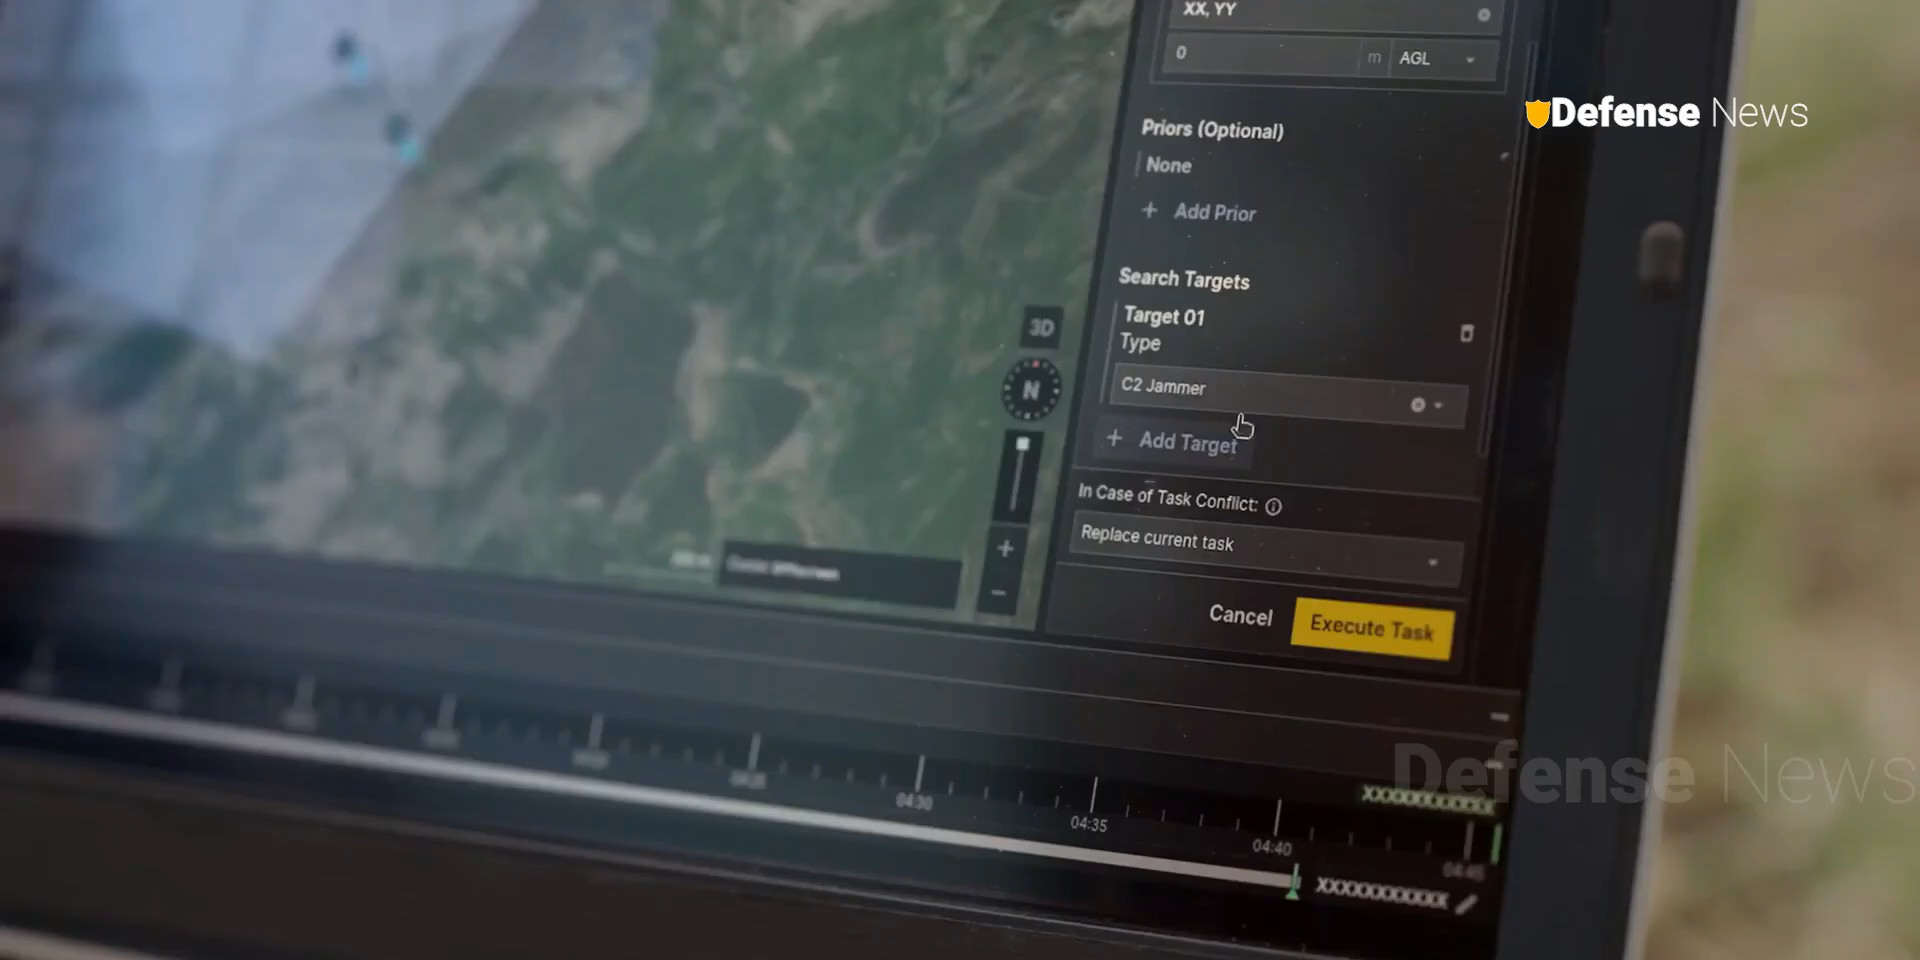 XX, YY
0 m AGL
Defense News
Priors (Optional)
None
+ Add Prior
Search Targets
Target 01
Type
C2 Jammer
+ Add Target
In Case of Task Conflict:
Replace current task
Cancel
Execute Task
3D
N
+
−
Defense News
XXXXXXXXXXX
04:30
04:35
04:40
04:45
XXXXXXXXXXX